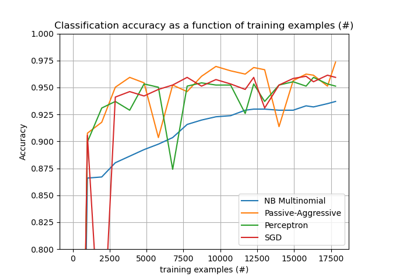 Classification accuracy as a function of training examples (#)
1.000
0.975
0.950
0.925
0.900
0.875
0.850
0.825
0.800
Accuracy
NB Multinomial
Passive-Aggressive
Perceptron
SGD
0 2500 5000 7500 10000 12500 15000 17500
training examples (#)